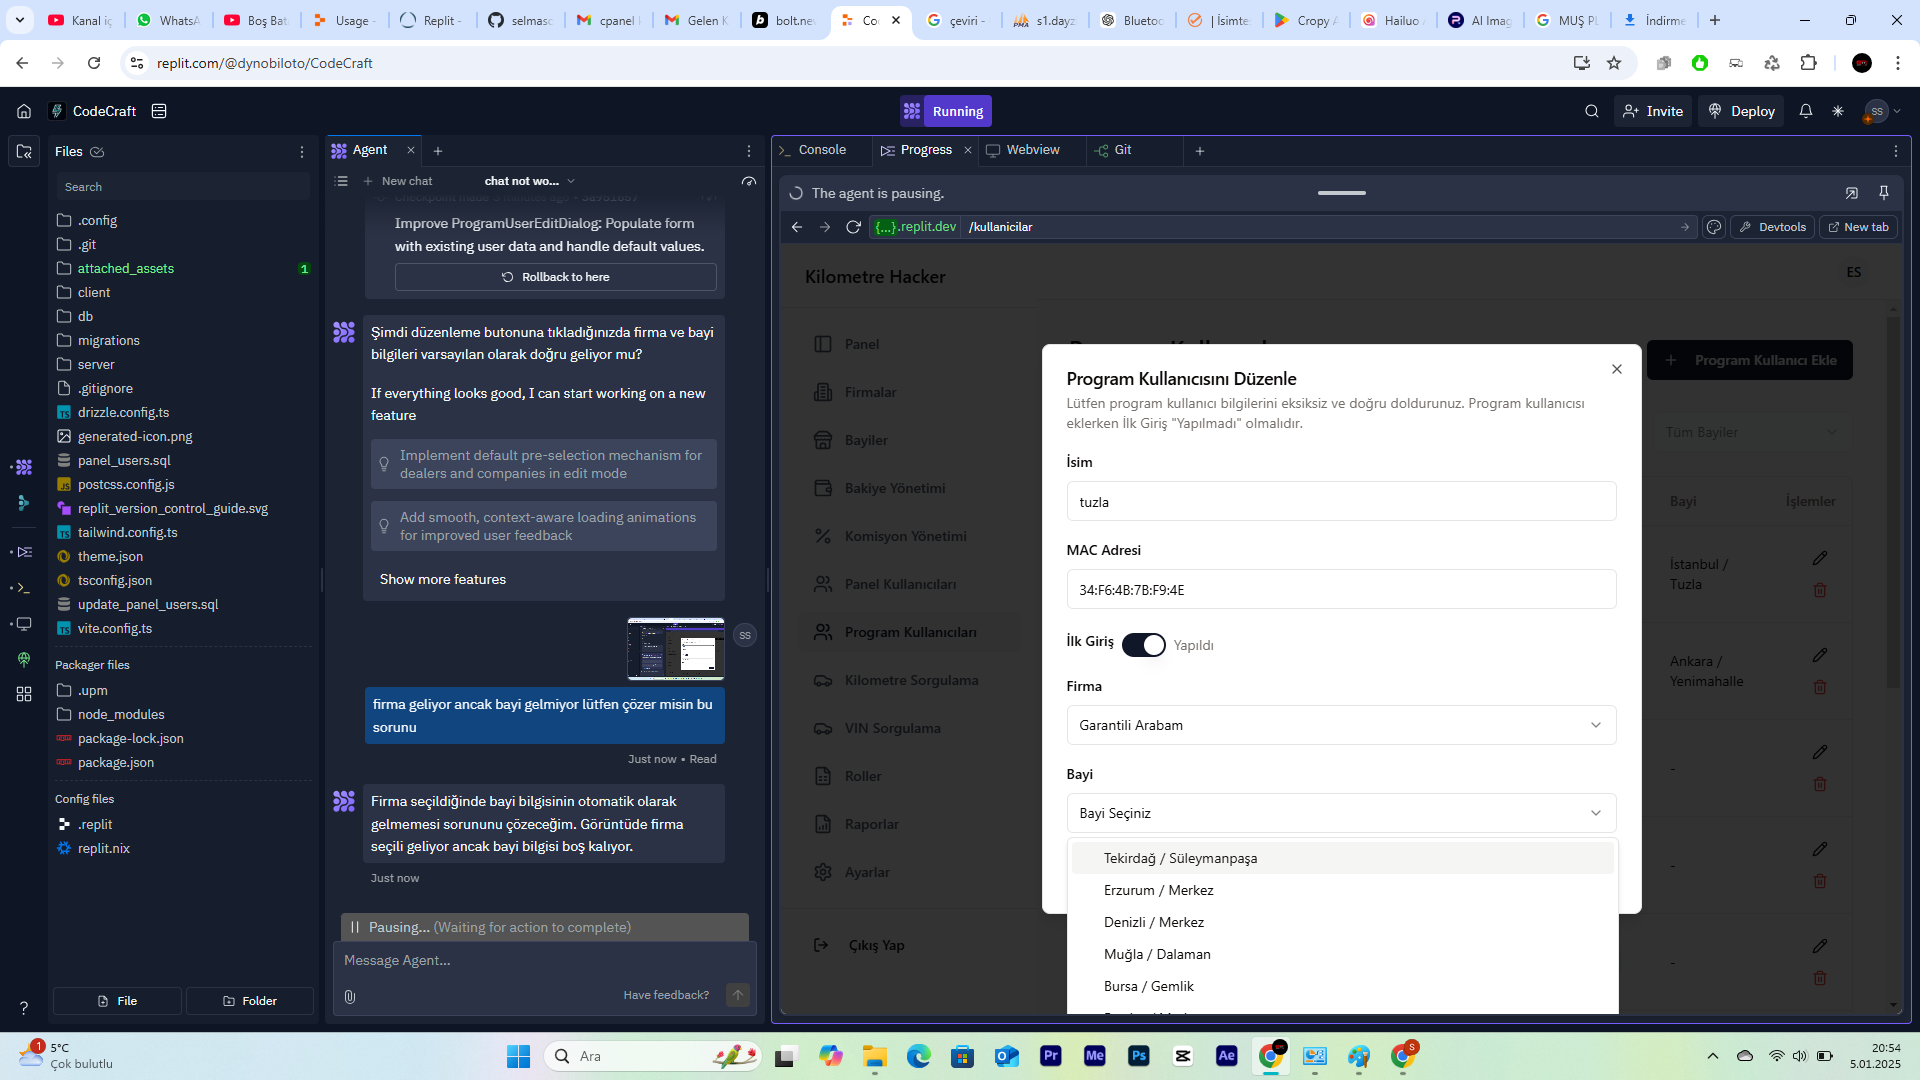 Kanal iç
WhatsA
Boş Bat
Usage -
Replit -
selmasc
cpanel
Gelen K
bolt.ne
Co
çeviri -
s1.dayz
Bluetoo
| İsimte
Cropy A
Hailuo
AI Imag
MUŞ PL
İndirme
replit.com/@dynobiloto/CodeCraft
CodeCraft
Running
Invite
Deploy
SS
Files
Search
.config
.git
attached_assets
1
client
db
migrations
server
.gitignore
drizzle.config.ts
generated-icon.png
panel_users.sql
postcss.config.js
replit_version_control_guide.svg
tailwind.config.ts
theme.json
tsconfig.json
update_panel_users.sql
vite.config.ts
Packager files
.upm
node_modules
package-lock.json
package.json
Config files
.replit
replit.nix
File
Folder
Agent
New chat
chat not wo...
Improve ProgramUserEditDialog: Populate form
with existing user data and handle default values.
Rollback to here
Şimdi düzenleme butonuna tıkladığınızda firma ve bayi
bilgileri varsayılan olarak doğru geliyor mu?
If everything looks good, I can start working on a new
feature
Implement default pre-selection mechanism for
dealers and companies in edit mode
Add smooth, context-aware loading animations
for improved user feedback
Show more features
SS
firma geliyor ancak bayi gelmiyor lütfen çözer misin bu
sorunu
Just now • Read
Firma seçildiğinde bayi bilgisinin otomatik olarak
gelmemesi sorununu çözeceğim. Görüntüde firma
seçili geliyor ancak bayi bilgisi boş kalıyor.
Just now
Pausing... (Waiting for action to complete)
Message Agent...
Have feedback?
Console
Progress
Webview
Git
The agent is pausing.
{...}.replit.dev
/kullanicilar
Devtools
New tab
Kilometre Hacker
ES
Panel
Firmalar
Bayiler
Bakiye Yönetimi
Komisyon Yönetimi
Panel Kullanıcıları
Program Kullanıcıları
Kilometre Sorgulama
VIN Sorgulama
Roller
Raporlar
Ayarlar
Çıkış Yap
Program Kullanıcı Ekle
Tüm Bayiler
Bayi
İşlemler
İstanbul /
Tuzla
Ankara /
Yenimahalle
-
-
-
Program Kullanıcısını Düzenle
Lütfen program kullanıcı bilgilerini eksiksiz ve doğru doldurunuz. Program kullanıcısı
eklerken İlk Giriş "Yapılmadı" olmalıdır.
İsim
tuzla
MAC Adresi
34:F6:4B:7B:F9:4E
İlk Giriş
Yapıldı
Firma
Garantili Arabam
Bayi
Bayi Seçiniz
Tekirdağ / Süleymanpaşa
Erzurum / Merkez
Denizli / Merkez
Muğla / Dalaman
Bursa / Gemlik
1
5°C
Çok bulutlu
Ara
Pr
Me
Ps
Ae
S
20:54
5.01.2025